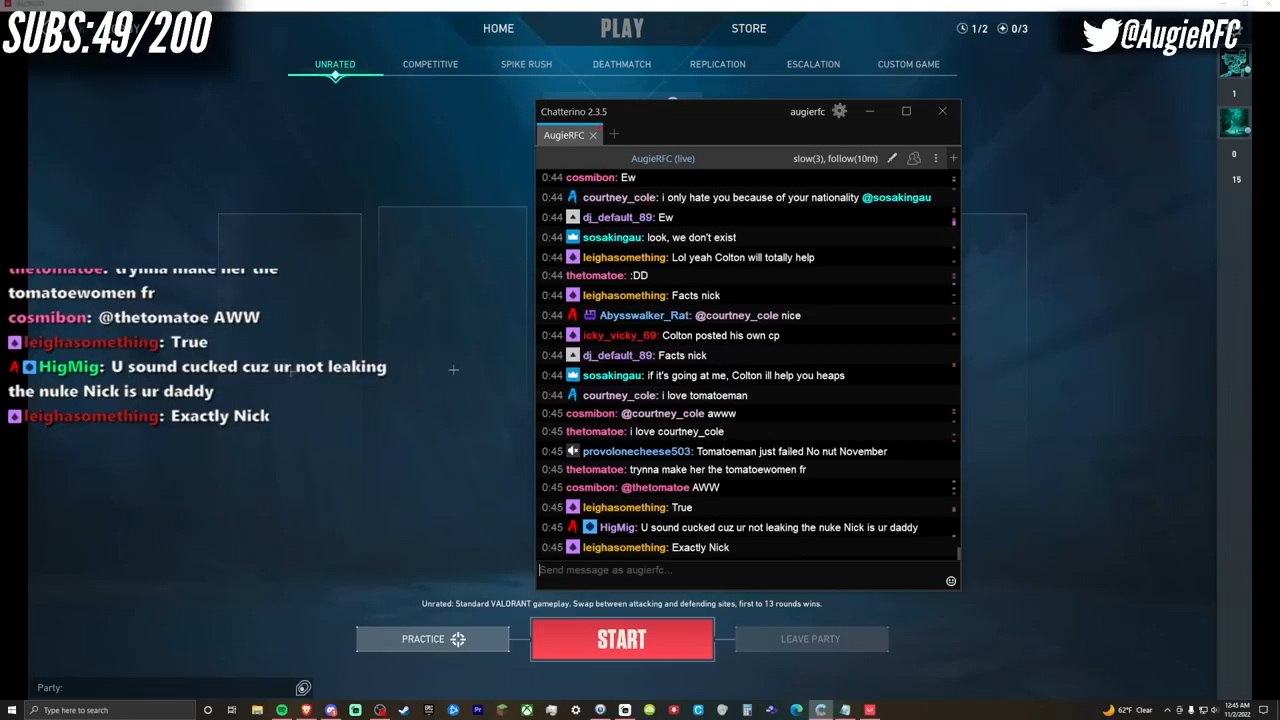 SUBS:49/200
HOME
PLAY
STORE
1/2
0/3
@AugieRFC
UNRATED
COMPETITIVE
SPIKE RUSH
DEATHMATCH
REPLICATION
ESCALATION
CUSTOM GAME
1
0
15
Chatterino 2.3.5
augierfc
AugieRFC
AugieRFC (live)
slow(3), follow(10m)
0:44 cosmibon: Ew
0:44 courtney_cole: i only hate you because of your nationality @sosakingau
0:44 dj_default_89: Ew
0:44 sosakingau: look, we don't exist
0:44 leighasomething: Lol yeah Colton will totally help
0:44 thetomatoe: :DD
0:44 leighasomething: Facts nick
0:44 Abysswalker_Rat: @courtney_cole nice
0:44 icky_vicky_69: Colton posted his own cp
0:44 dj_default_89: Facts nick
0:44 sosakingau: if it's going at me, Colton ill help you heaps
0:44 courtney_cole: i love tomatoeman
0:45 cosmibon: @courtney_cole awww
0:45 thetomatoe: i love courtney_cole
0:45 provolonecheese503: Tomatoeman just failed No nut November
0:45 thetomatoe: trynna make her the tomatoewomen fr
0:45 cosmibon: @thetomatoe AWW
0:45 leighasomething: True
0:45 HigMig: U sound cucked cuz ur not leaking the nuke Nick is ur daddy
0:45 leighasomething: Exactly Nick
Send message as augierfc...
thetomatoe: trynna make her the
tomatoewomen fr
cosmibon: @thetomatoe AWW
leighasomething: True
HigMig: U sound cucked cuz ur not leaking
the nuke Nick is ur daddy
leighasomething: Exactly Nick
Unrated: Standard VALORANT gameplay. Swap between attacking and defending sites, first to 13 rounds wins.
PRACTICE
START
LEAVE PARTY
Party:
Type here to search
62°F Clear
12:45 AM
11/2/2022